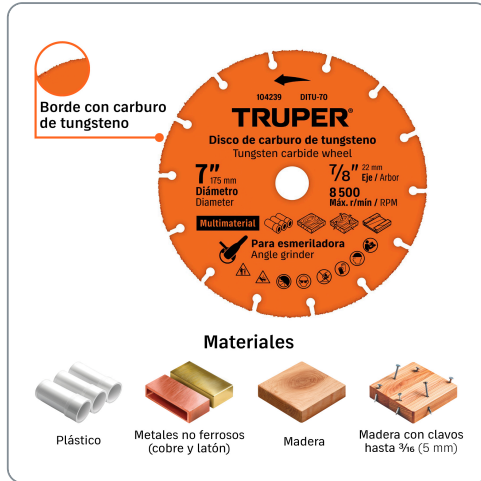 Borde con carburo
de tungsteno
104239 DITU-70
TRUPER®
Disco de carburo de tungsteno
Tungsten carbide wheel
7”
175 mm
Diámetro
Diameter
7/8” 22 mm
Eje / Arbor
8 500
Máx. r/min / RPM
Multimaterial
Para esmeriladora
Angle grinder
Materiales
Plástico
Metales no ferrosos
(cobre y latón)
Madera
Madera con clavos
hasta 3/16 (5 mm)